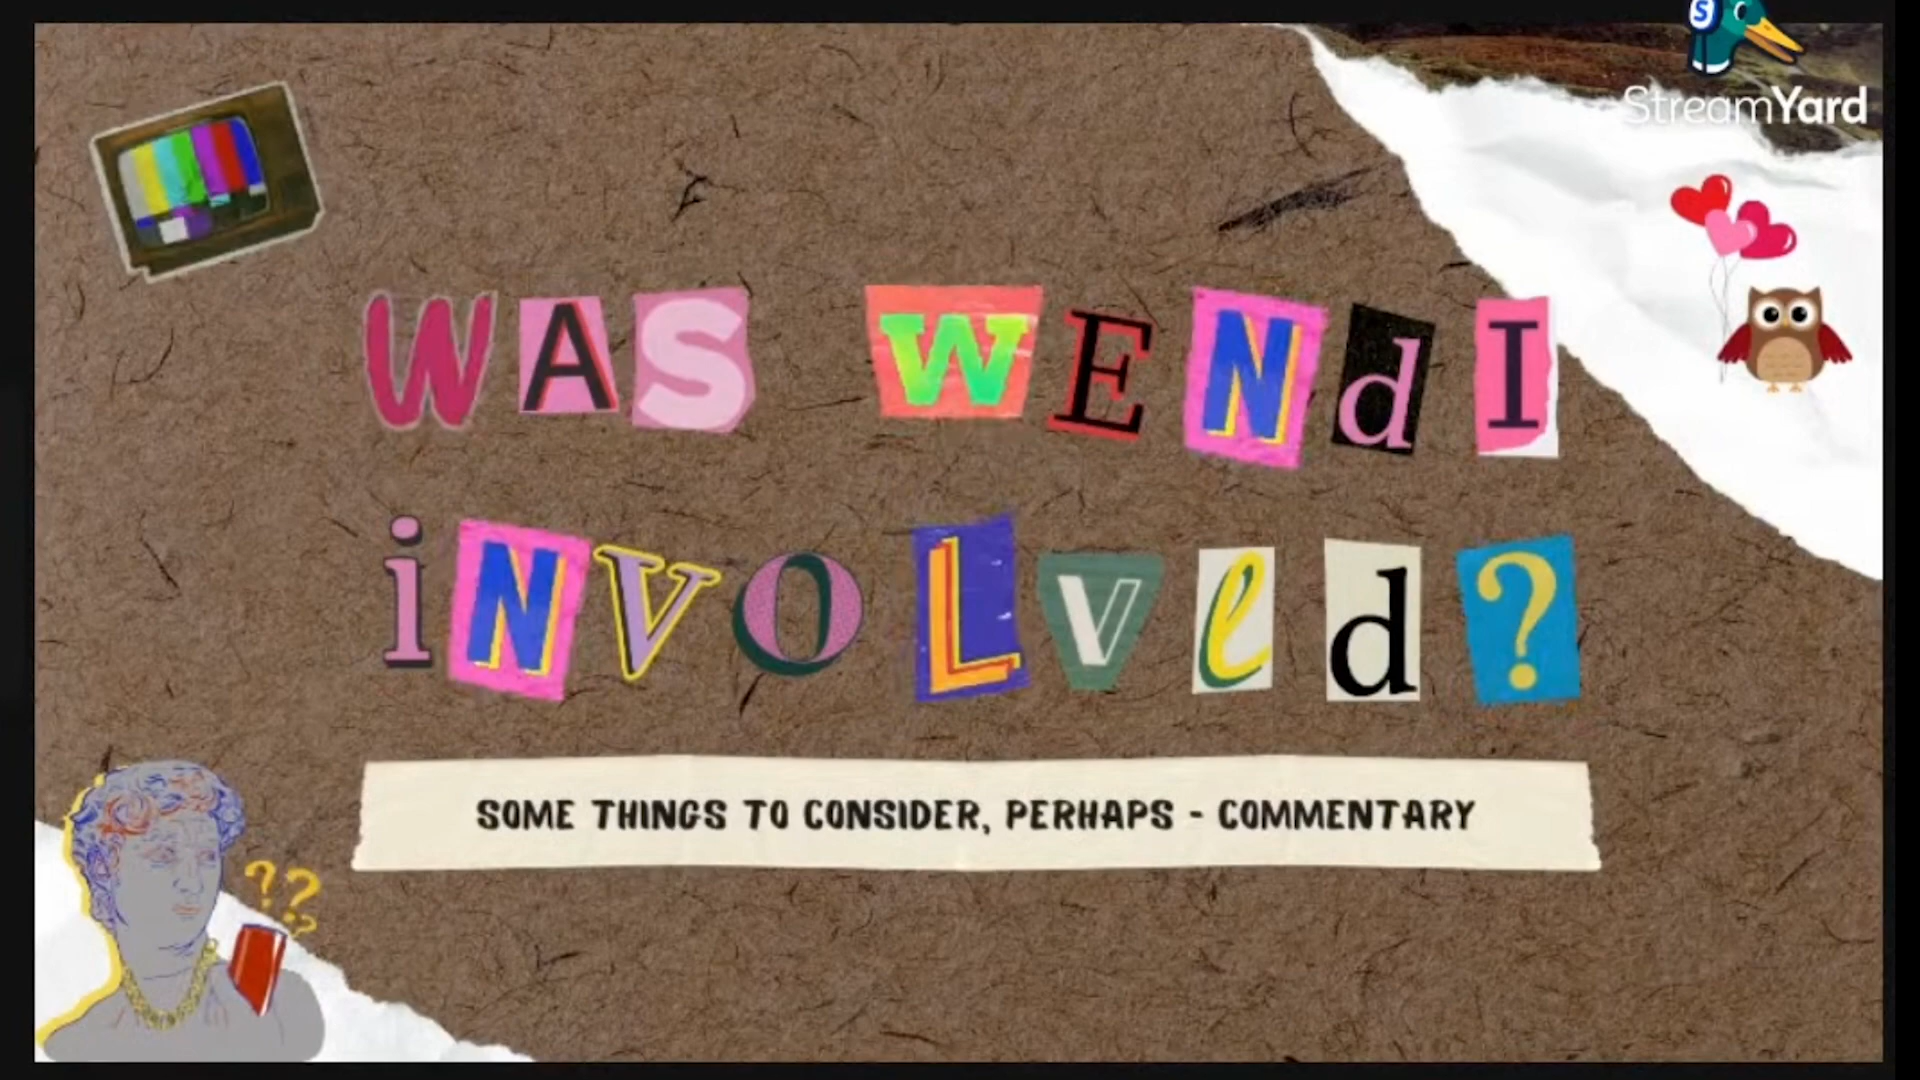 S
StreamYard
WAS WENdI
iNVOLVed?
SOME THINGS TO CONSIDER, PERHAPS - COMMENTARY
???